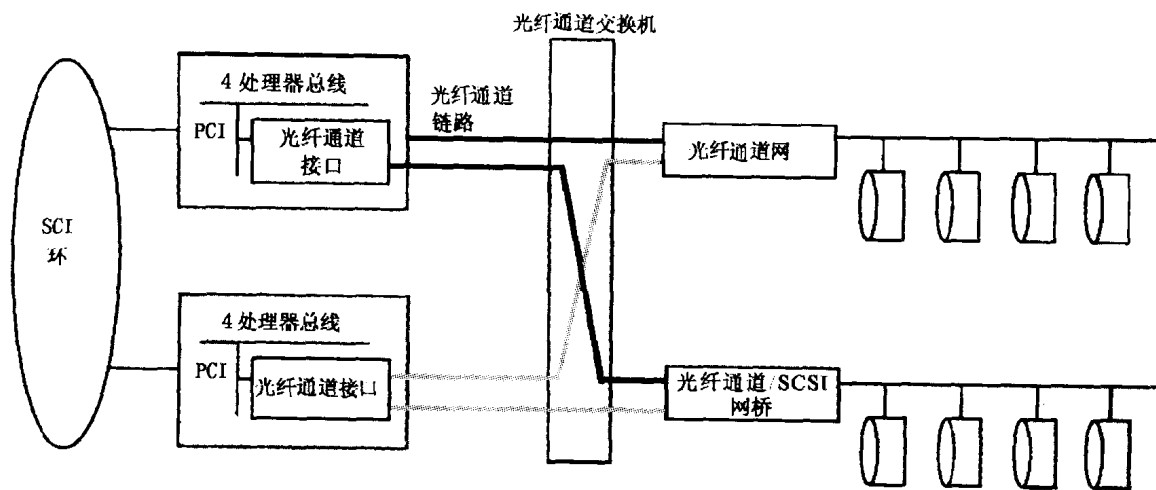 光纤通道交换机
4 处理器总线
PCI
光纤通道
接口
光纤通道
链路
光纤通道网
SCI
环
4 处理器总线
PCI
光纤通道接口
光纤通道/SCSI
网桥